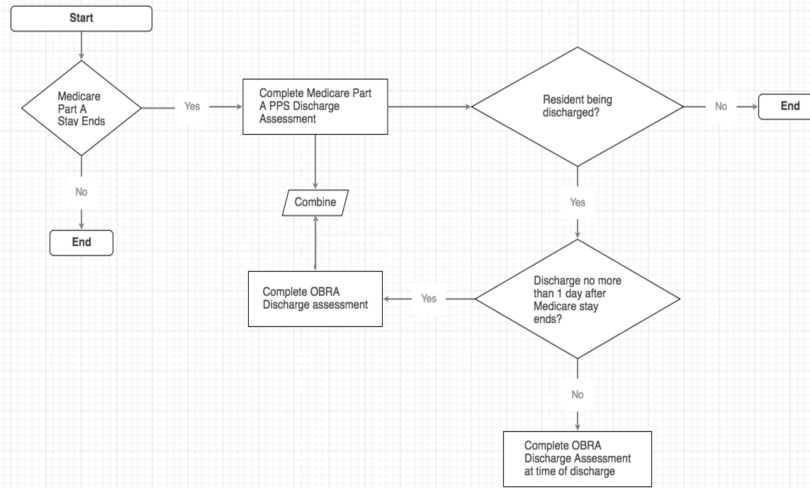 Start
Medicare
Part A
Stay Ends
Yes
Complete Medicare Part
A PPS Discharge
Assessment
Resident being
discharged?
No
End
No
End
Combine
Yes
Complete OBRA
Discharge assessment
Yes
Discharge no more
than 1 day after
Medicare stay
ends?
No
Complete OBRA
Discharge Assessment
at time of discharge